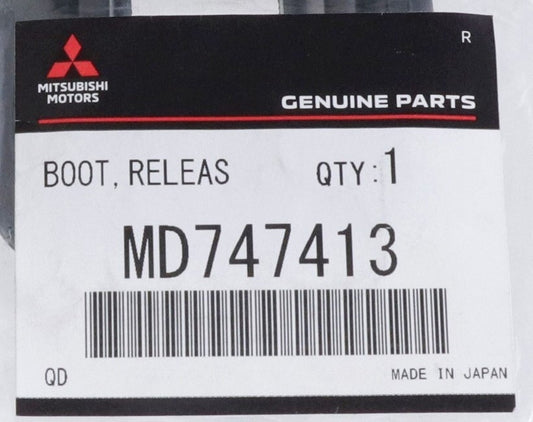 R
MITSUBISHI
MOTORS
GENUINE PARTS
BOOT, RELEAS QTY:1
MD747413
QD MADE IN JAPAN